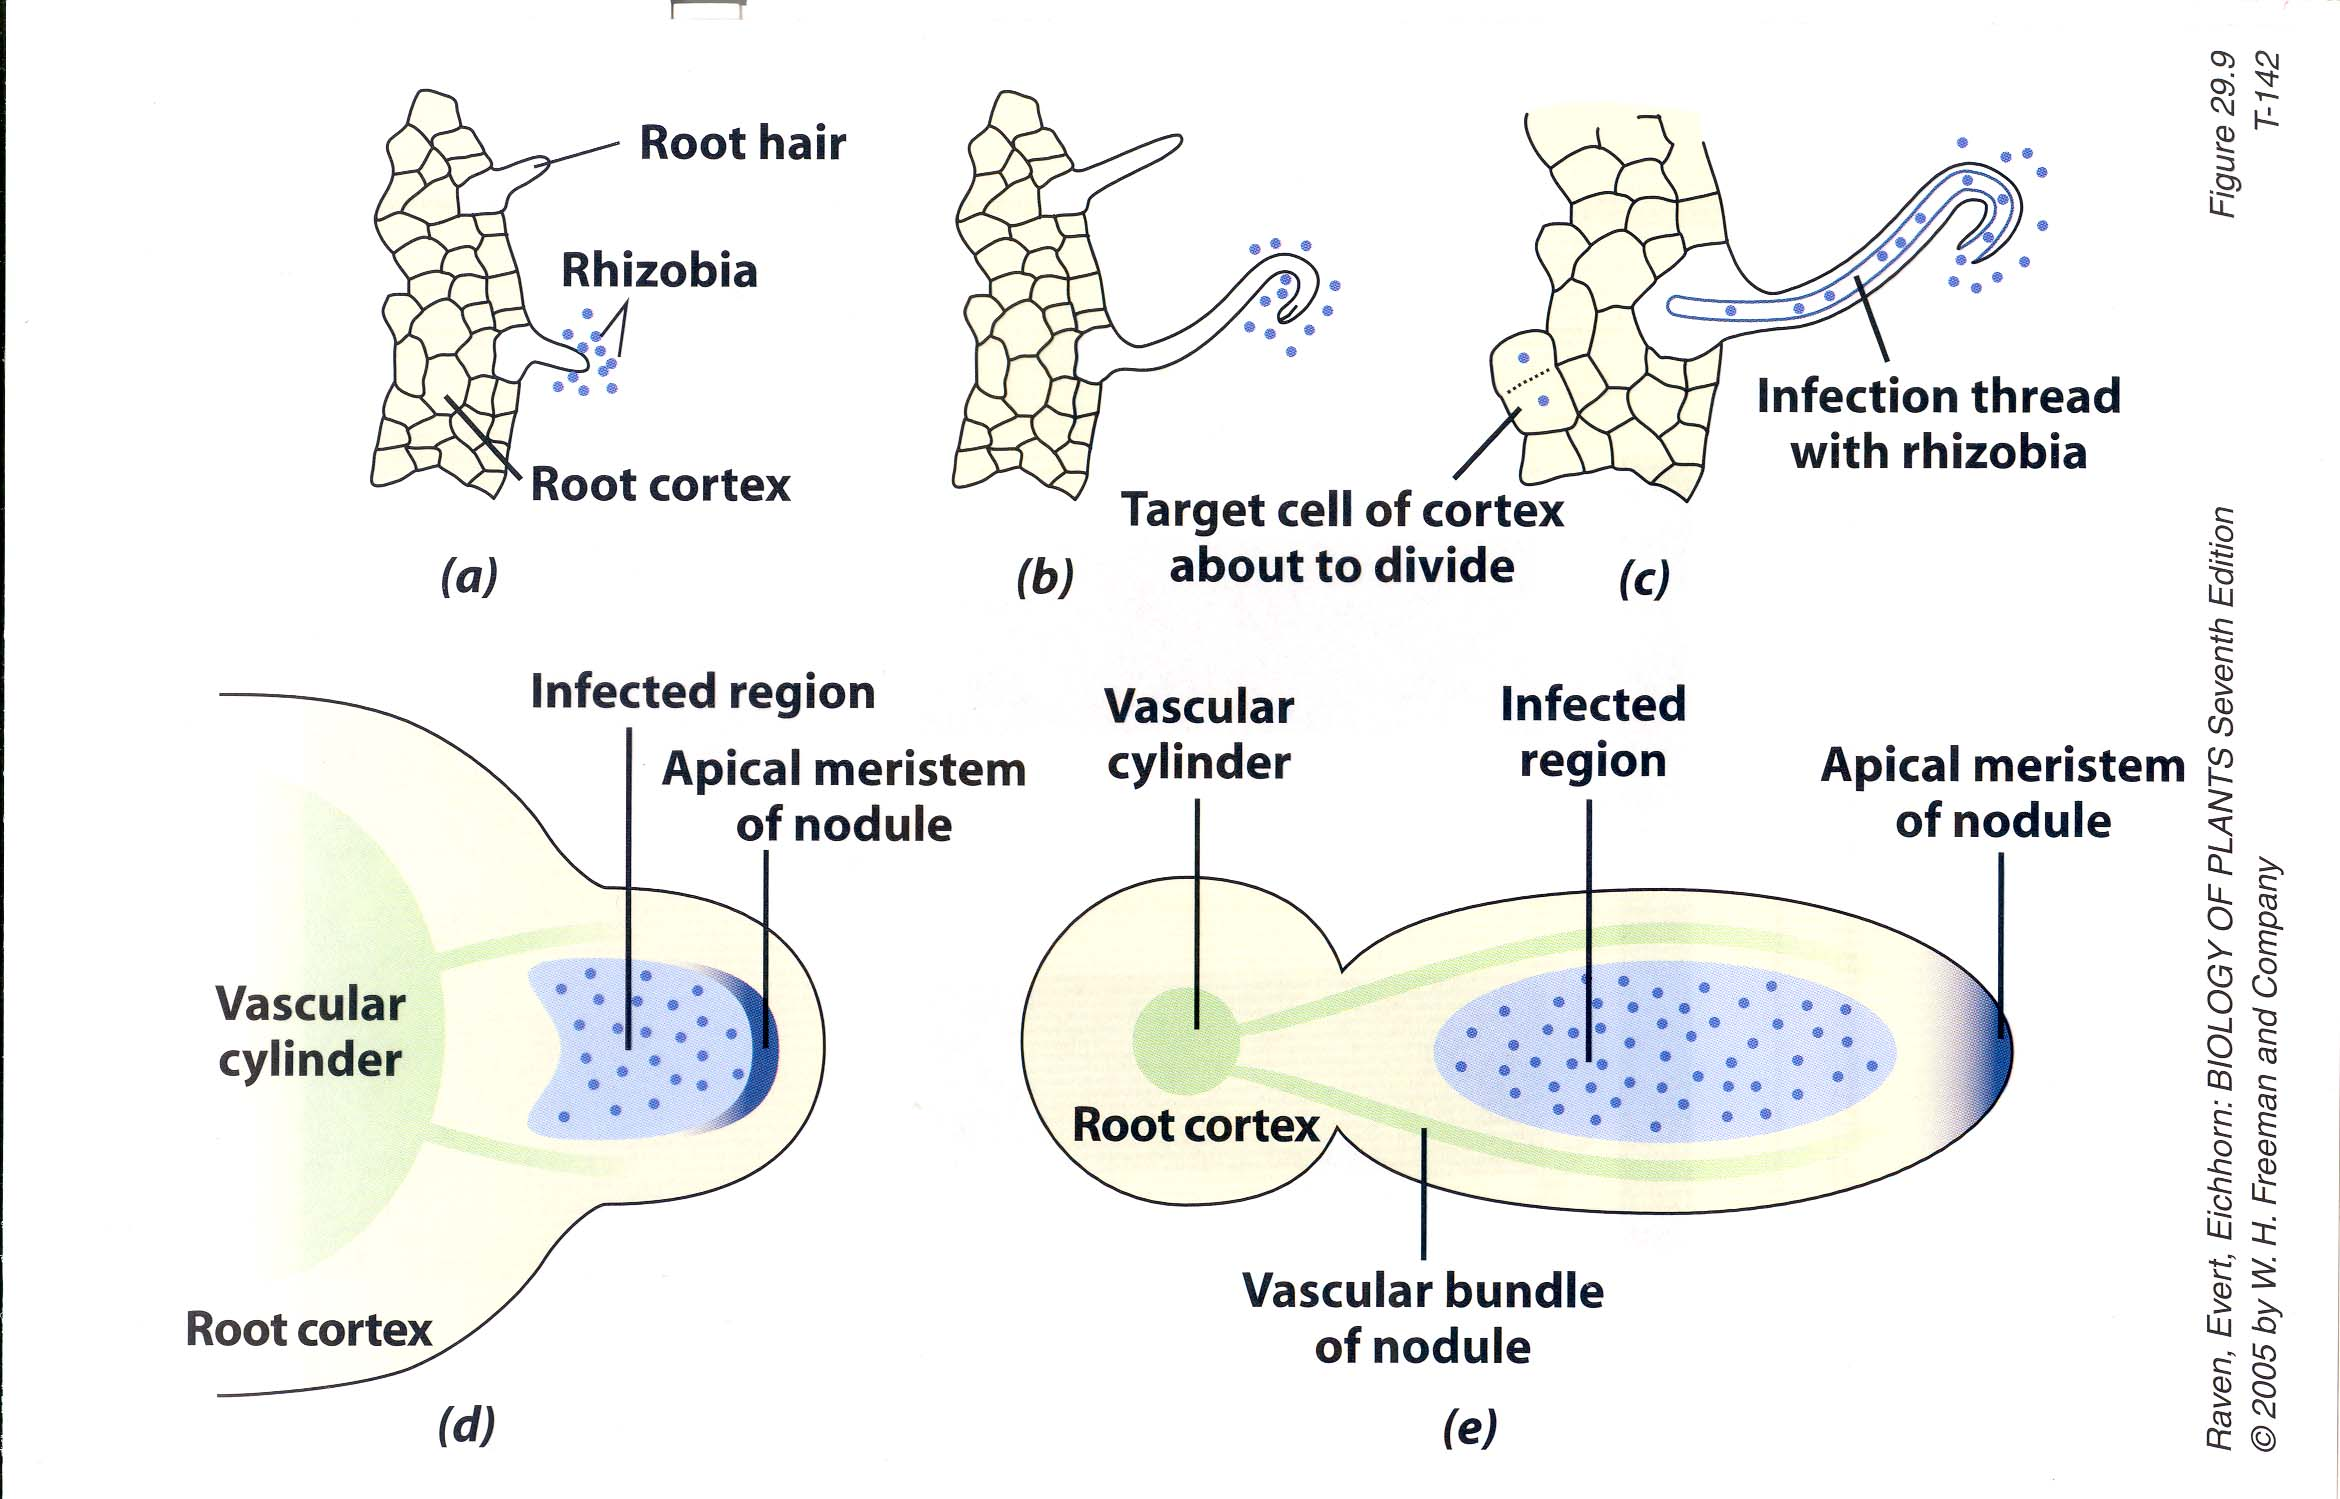 Root hair
Rhizobia
Root cortex
(a)
(b)
Target cell of cortex
about to divide
Infection thread
with rhizobia
(c)
Infected region
Apical meristem
of nodule
Vascular
cylinder
Root cortex
(d)
Vascular
cylinder
Infected
region
Apical meristem
of nodule
Root cortex
Vascular bundle
of nodule
(e)
Figure 29.9
T-142
Raven, Evert, Eichhorn: BIOLOGY OF PLANTS Seventh Edition
© 2005 by W. H. Freeman and Company